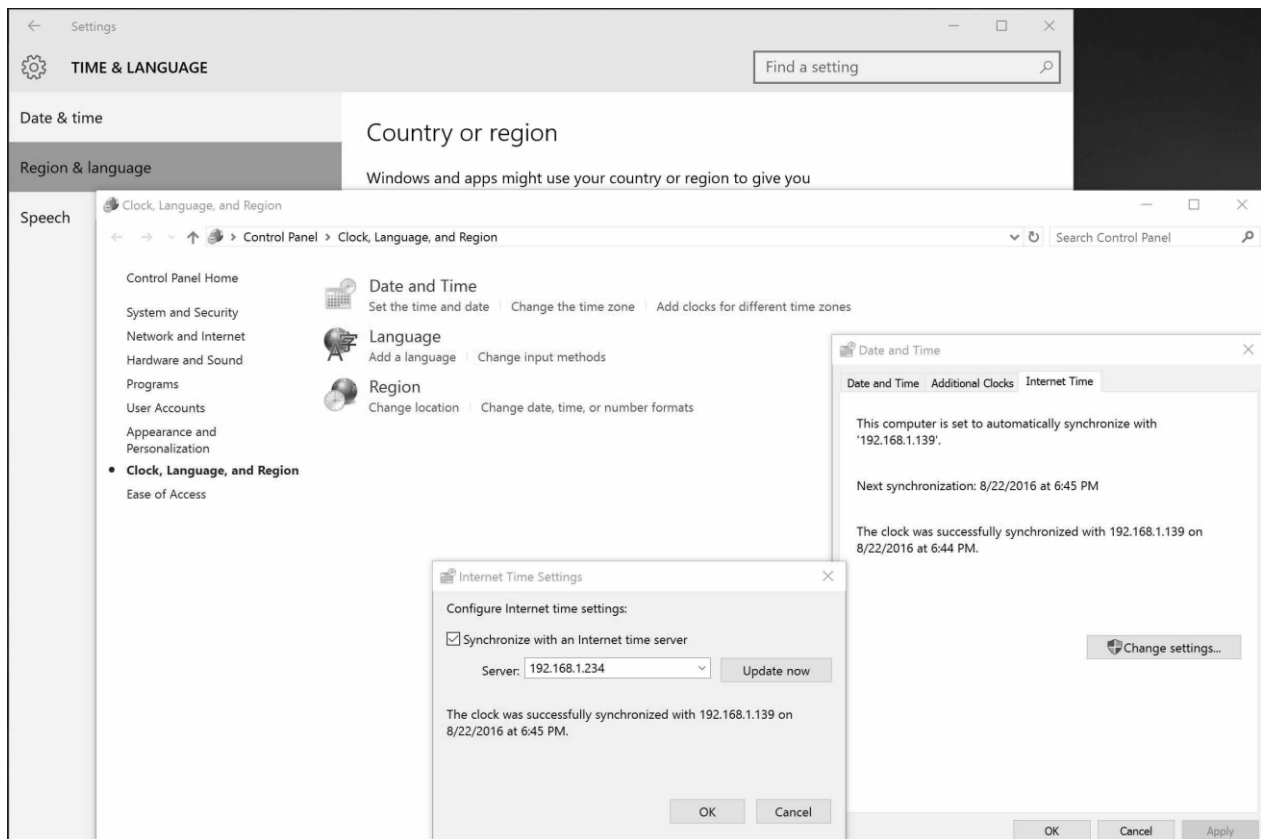 Settings
TIME & LANGUAGE
Find a setting
Date & time
Region & language
Speech
Country or region
Windows and apps might use your country or region to give you
Clock, Language, and Region
Control Panel > Clock, Language, and Region
Search Control Panel
Control Panel Home
System and Security
Network and Internet
Hardware and Sound
Programs
User Accounts
Appearance and
Personalization
Clock, Language, and Region
Ease of Access
Date and Time
Set the time and date
Change the time zone
Add clocks for different time zones
Language
Add a language
Change input methods
Region
Change location
Change date, time, or number formats
Date and Time
Date and Time
Additional Clocks
Internet Time
This computer is set to automatically synchronize with
'192.168.1.139'.
Next synchronization: 8/22/2016 at 6:45 PM
The clock was successfully synchronized with 192.168.1.139 on
8/22/2016 at 6:44 PM.
Change settings...
OK
Cancel
Apply
Internet Time Settings
Configure Internet time settings:
Synchronize with an Internet time server
Server: 192.168.1.234
Update now
The clock was successfully synchronized with 192.168.1.139 on
8/22/2016 at 6:45 PM.
OK
Cancel